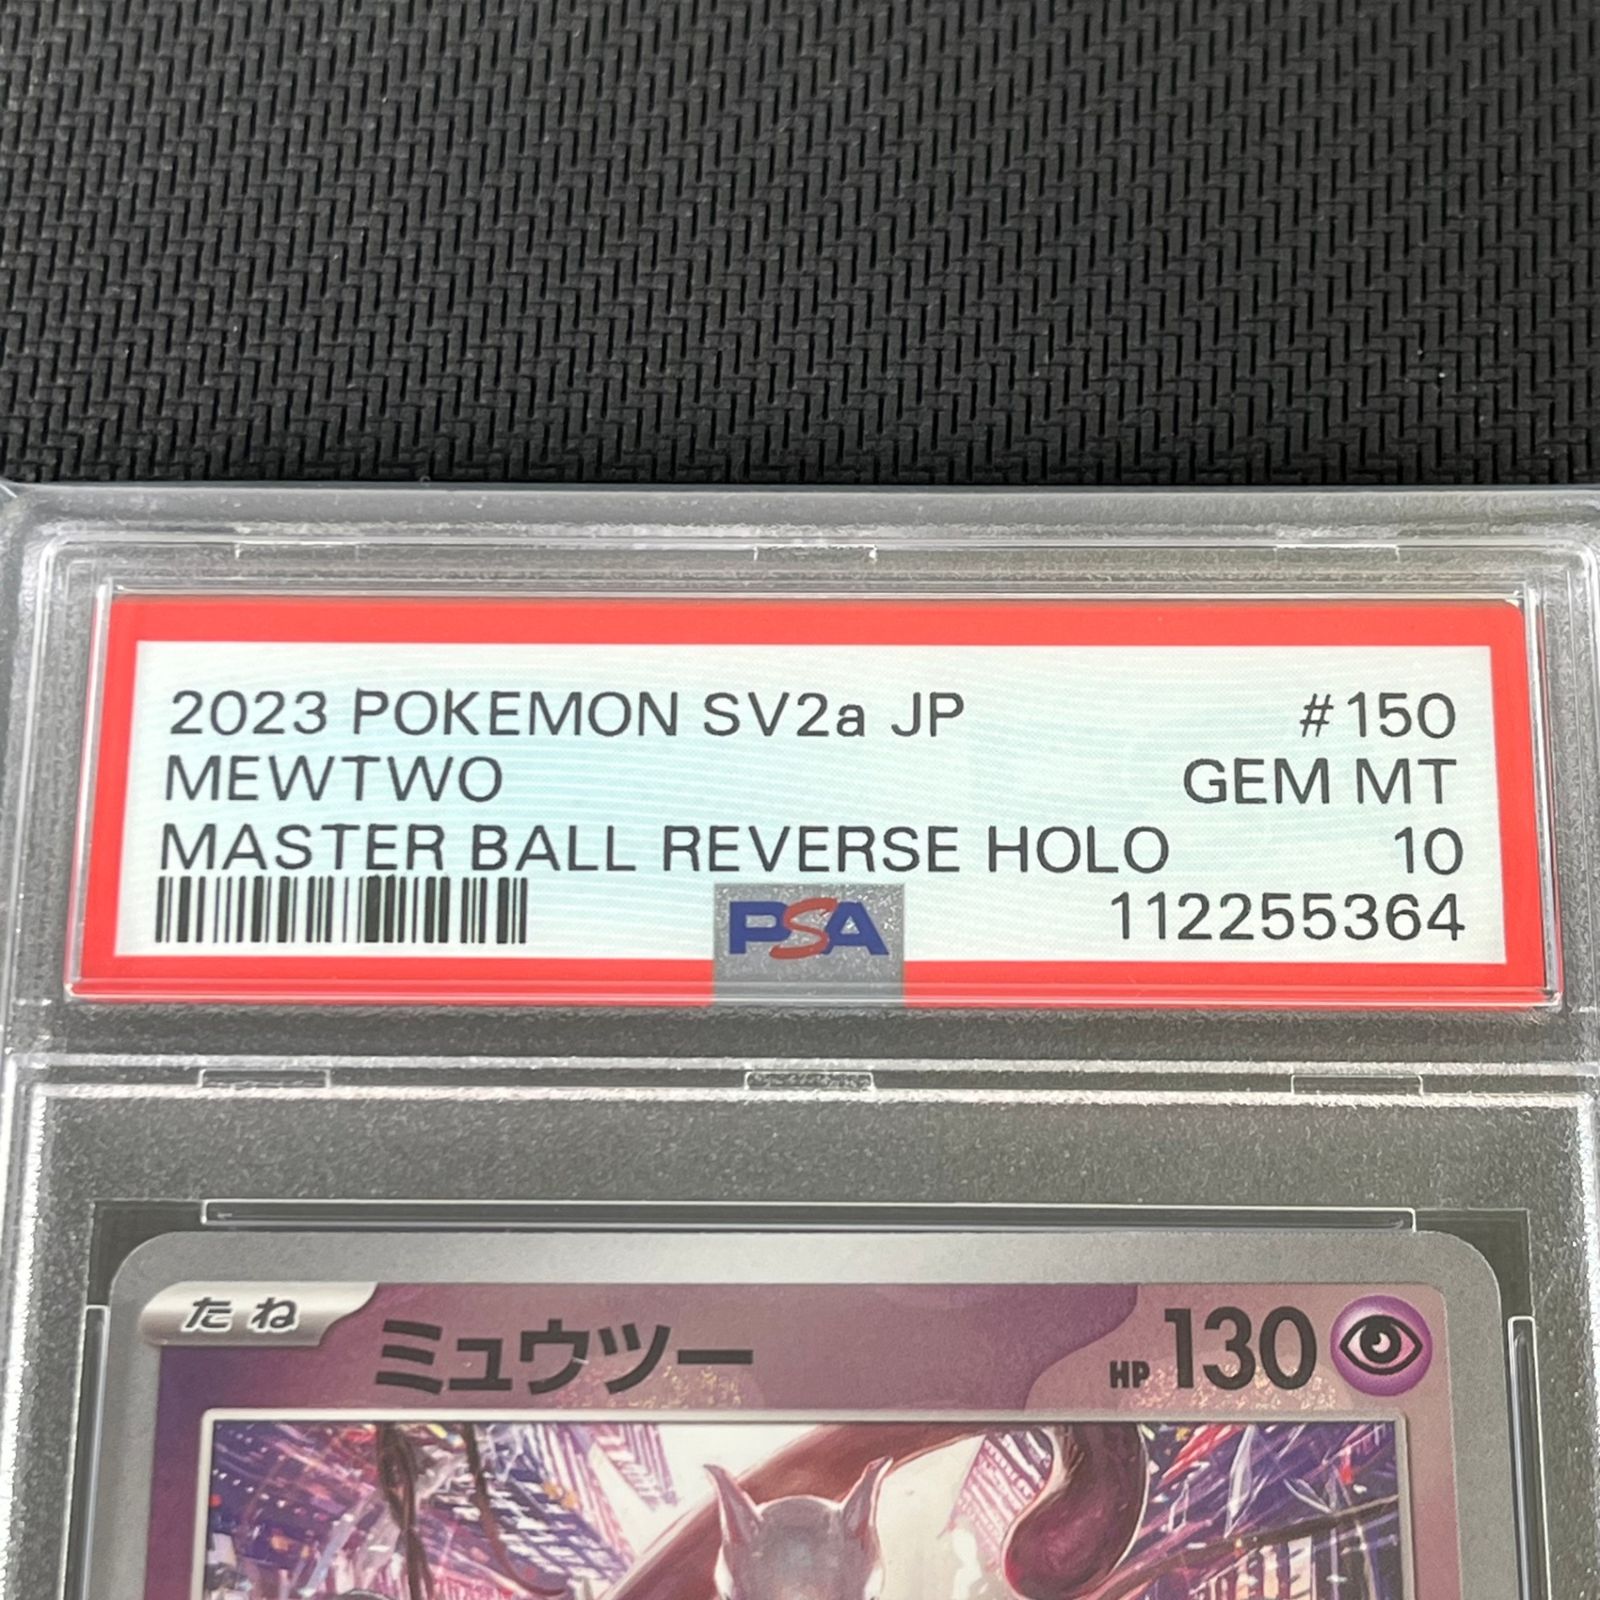 2023 POKEMON SV2a JP #150
MEWTWO GEM MT
MASTER BALL REVERSE HOLO 10
PSA 112255364
たね ミュウツー HP 130